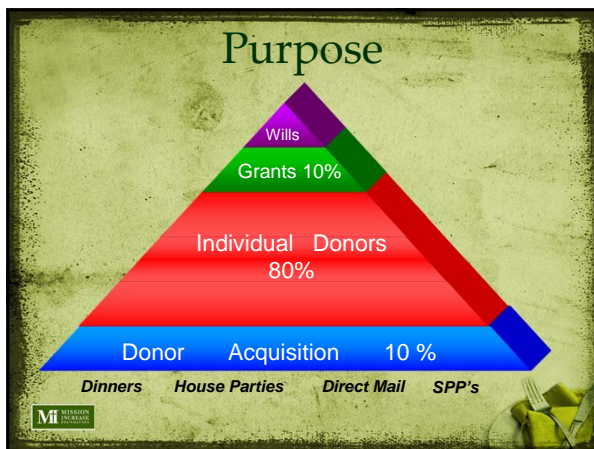 Purpose
Wills
Grants 10%
Individual Donors
80%
Donor Acquisition 10 %
Dinners House Parties Direct Mail SPP's
MI MISSION
INCREASE
FOUNDATION